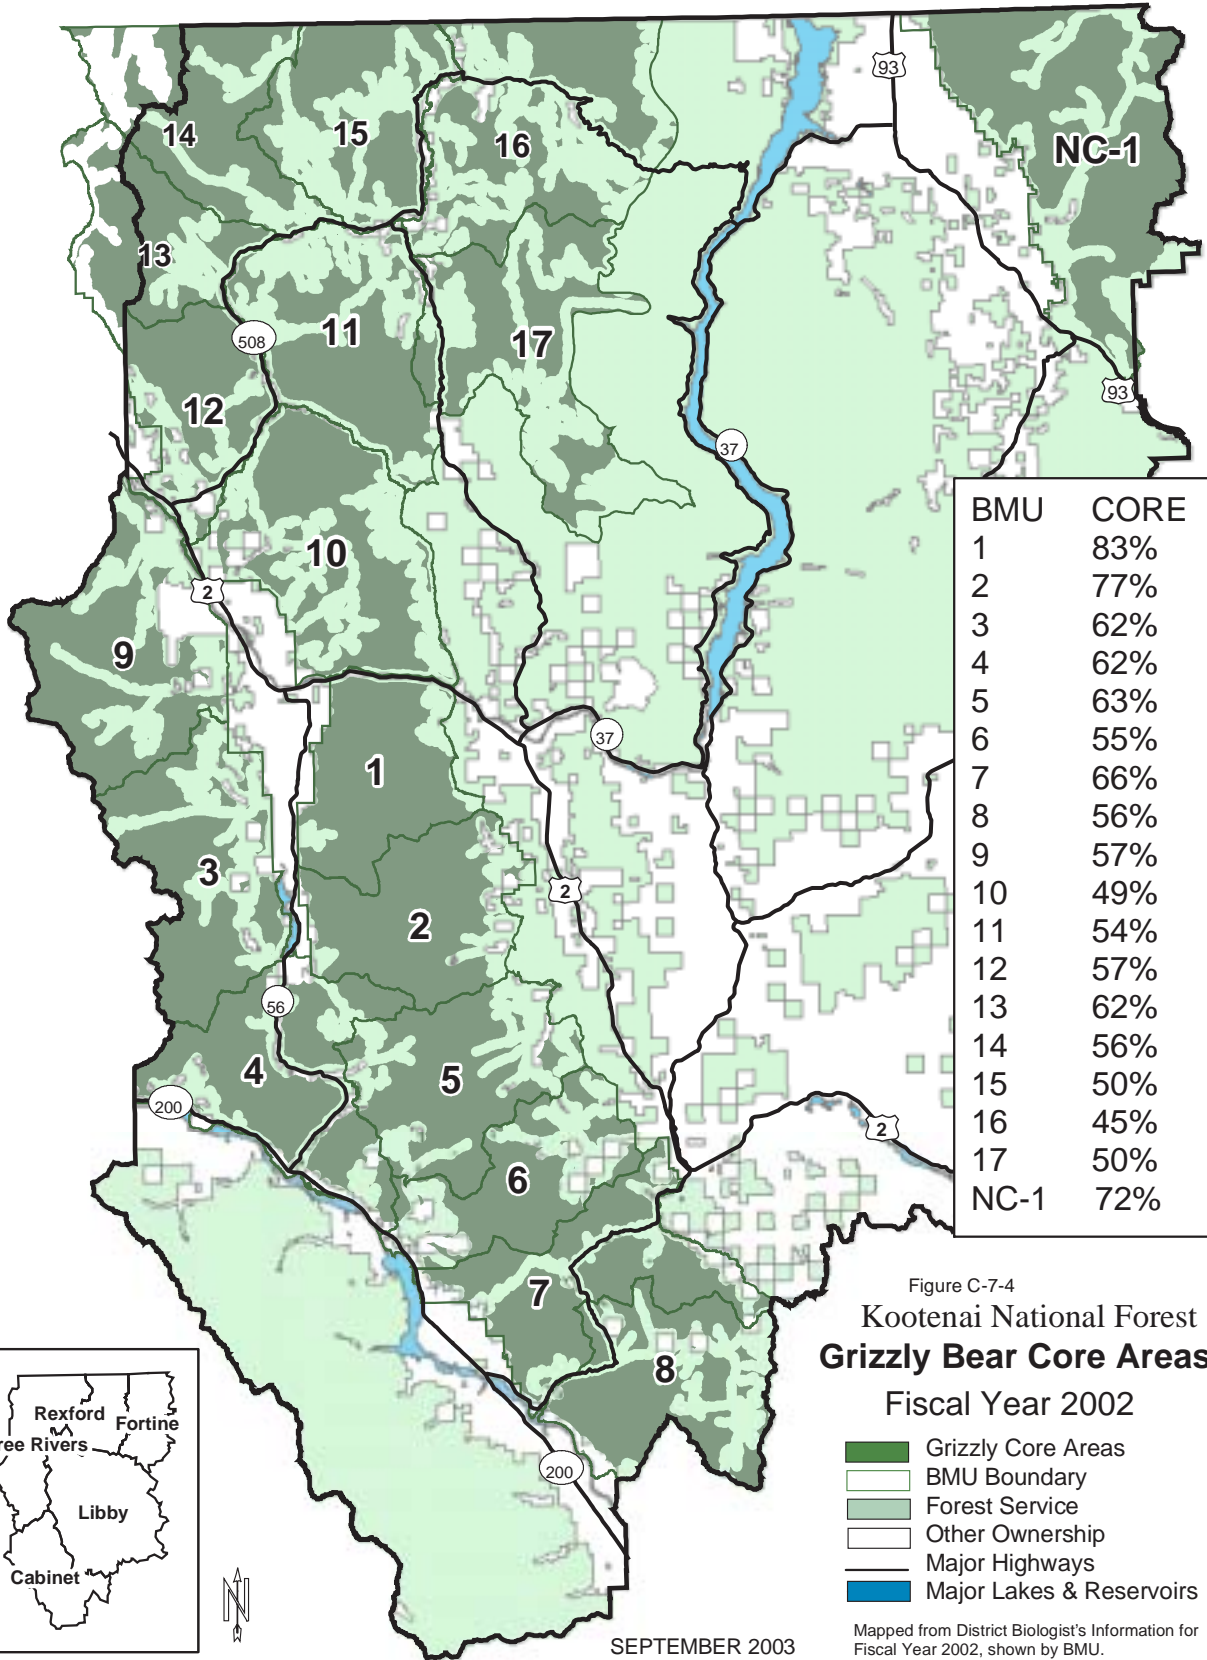 93
14
15
16
NC-1
13
508
11
17
12
93
37
10
2
9
37
1
3
2
2
56
4
5
200
2
6
7
8
200
BMU CORE
1 83%
2 77%
3 62%
4 62%
5 63%
6 55%
7 66%
8 56%
9 57%
10 49%
11 54%
12 57%
13 62%
14 56%
15 50%
16 45%
17 50%
NC-1 72%
Figure C-7-4
Kootenai National Forest
Grizzly Bear Core Areas
Fiscal Year 2002
Grizzly Core Areas
BMU Boundary
Forest Service
Other Ownership
Major Highways
Major Lakes & Reservoirs
Mapped from District Biologist's Information for
Fiscal Year 2002, shown by BMU.
Rexford
Fortine
ree Rivers
Libby
Cabinet
N
SEPTEMBER 2003